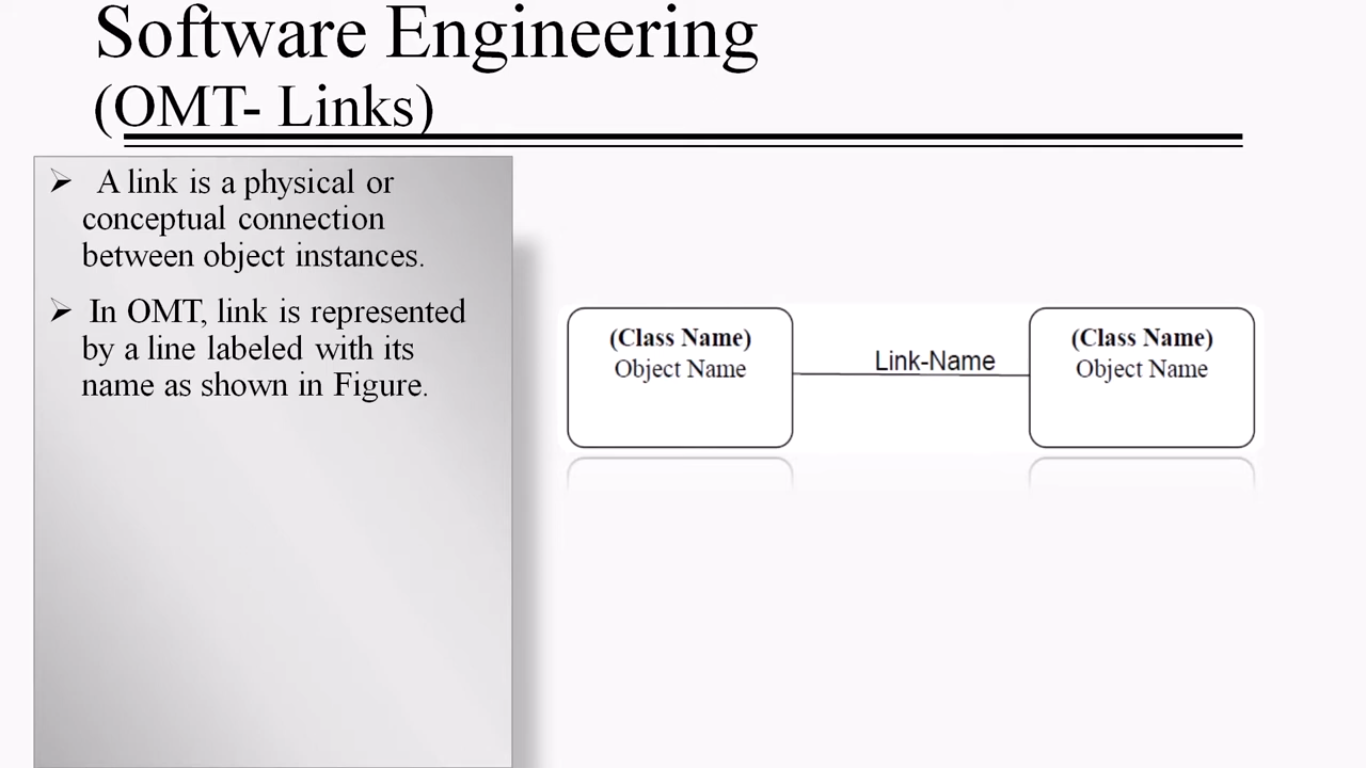 Software Engineering
(OMT- Links)
➢ A link is a physical or
conceptual connection
between object instances.
➢ In OMT, link is represented
by a line labeled with its
name as shown in Figure.
(Class Name)
Object Name
Link-Name
(Class Name)
Object Name